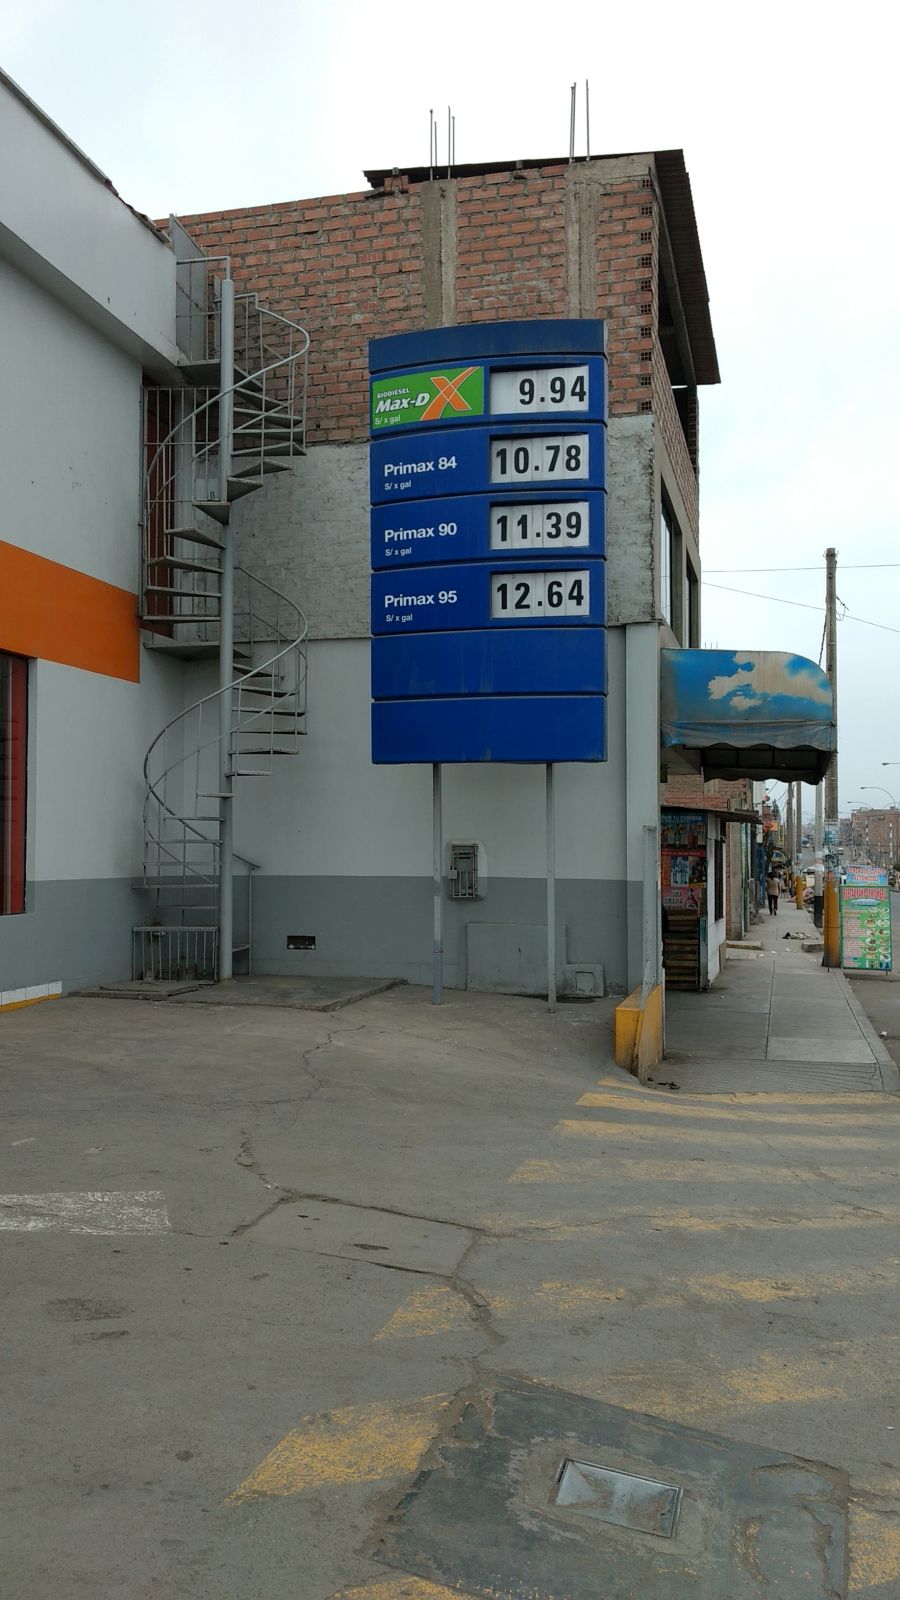 BIODIESEL
Max-D X
S/ x gal
9.94
Primax 84
S/ x gal
10.78
Primax 90
S/ x gal
11.39
Primax 95
S/ x gal
12.64